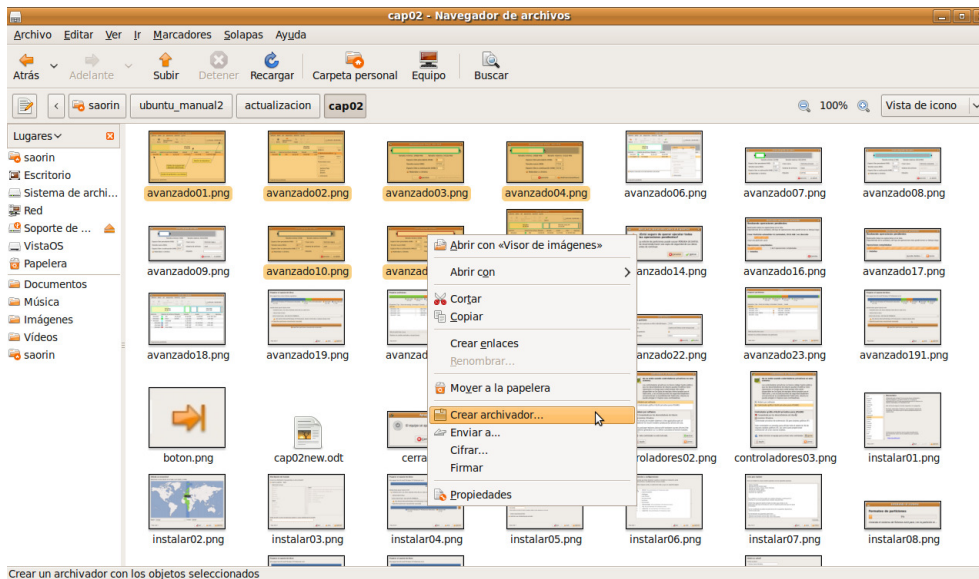 cap02 - Navegador de archivos
Archivo Editar Ver Ir Marcadores Solapas Ayuda
Atrás Adelante Subir Detener Recargar Carpeta personal Equipo Buscar
saorin ubuntu_manual2 actualizacion cap02 100% Vista de icono
Lugares
saorin
Escritorio
Sistema de archi...
Red
Soporte de ...
VistaOS
Papelera
Documentos
Música
Imágenes
Vídeos
saorin
avanzado01.png avanzado02.png avanzado03.png avanzado04.png avanzado06.png avanzado07.png avanzado08.png
avanzado09.png avanzado10.png avanzad anzado14.png avanzado16.png avanzado17.png
avanzado18.png avanzado19.png avanzad anzado22.png avanzado23.png avanzado191.png
boton.png cap02new.odt cerra roladores02.png controladores03.png instalar01.png
instalar02.png instalar03.png instalar04.png instalar05.png instalar06.png instalar07.png instalar08.png
Abrir con «Visor de imágenes»
Abrir con
Cortar
Copiar
Crear enlaces
Renombrar...
Mover a la papelera
Crear archivador...
Enviar a...
Cifrar...
Firmar
Propiedades
Crear un archivador con los objetos seleccionados